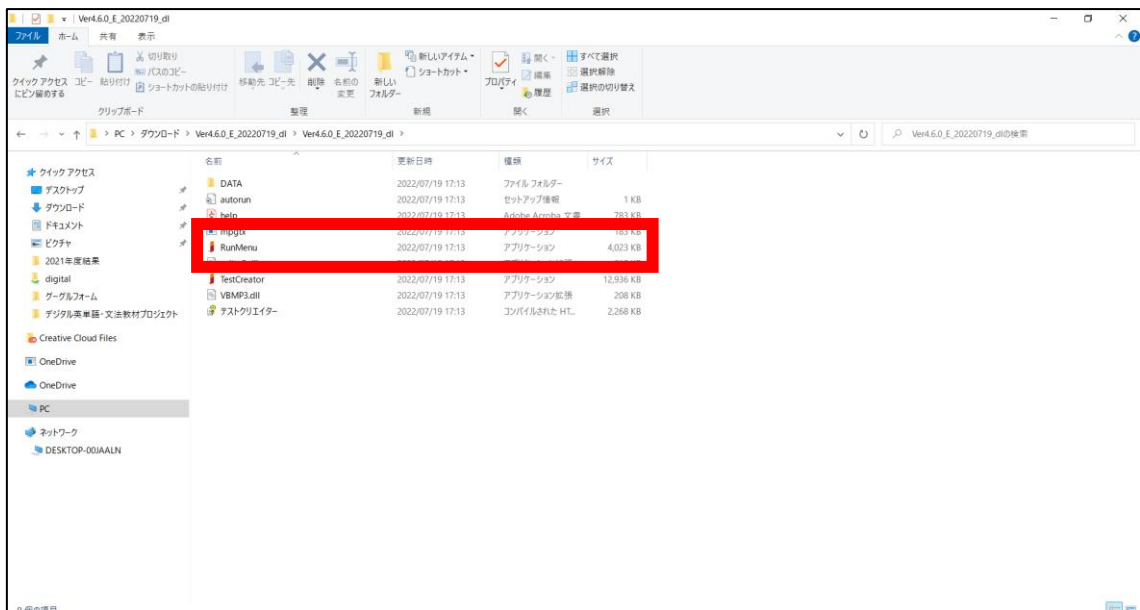 Ver4.6.0_E_20220719_dl
ファイル ホーム 共有 表示
クイック アクセスにピン留めする
コピー
貼り付け
切り取り
パスのコピー
ショートカットの貼り付け
移動先
コピー先
削除
名前の変更
新しいフォルダー
新しいアイテム
ショートカット
プロパティ
開く
編集
履歴
すべて選択
選択解除
選択の切り替え
クリップボード 整理 新規 開く 選択
PC > ダウンロード > Ver4.6.0_E_20220719_dl > Ver4.6.0_E_20220719_dl >
Ver4.6.0_E_20220719_dlの検索
名前 更新日時 種類 サイズ
クイック アクセス
デスクトップ
ダウンロード
ドキュメント
ピクチャ
2021年度結果
digital
グーグルフォーム
デジタル英単語・文法教材プロジェクト
Creative Cloud Files
OneDrive
OneDrive
PC
ネットワーク
DESKTOP-00JAALN
DATA 2022/07/19 17:13 ファイル フォルダー
autorun 2022/07/19 17:13 セットアップ情報 1 KB
help 2022/07/19 17:13 Adobe Acroba 文書 783 KB
mpgtx 2022/07/19 17:13 アプリケーション 183 KB
RunMenu 2022/07/19 17:13 アプリケーション 4,023 KB
TestCreator 2022/07/19 17:13 アプリケーション 12,936 KB
VBMP3.dll 2022/07/19 17:13 アプリケーション拡張 208 KB
テストクリエイター 2022/07/19 17:13 コンパイルされた HT... 2,268 KB